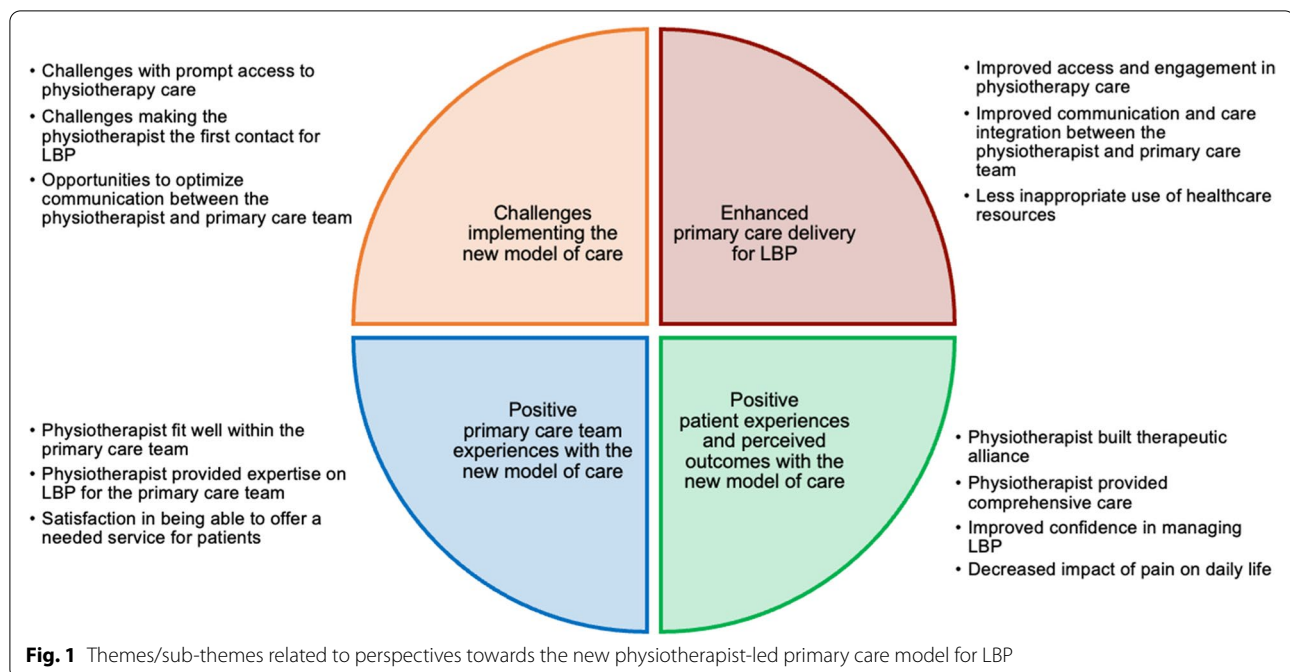 • Challenges with prompt access to
physiotherapy care
• Challenges making the
physiotherapist the first contact for
LBP
• Opportunities to optimize
communication between the
physiotherapist and primary care team
Challenges
implementing the
new model of care
Enhanced
primary care delivery
for LBP
• Improved access and engagement in
physiotherapy care
• Improved communication and care
integration between the
physiotherapist and primary care
team
• Less inappropriate use of healthcare
resources
• Physiotherapist fit well within the
primary care team
• Physiotherapist provided expertise on
LBP for the primary care team
• Satisfaction in being able to offer a
needed service for patients
Positive
primary care team
experiences with the
new model of care
Positive
patient experiences
and perceived
outcomes with the
new model of care
• Physiotherapist built therapeutic
alliance
• Physiotherapist provided
comprehensive care
• Improved confidence in managing
LBP
• Decreased impact of pain on daily life
Fig. 1 Themes/sub-themes related to perspectives towards the new physiotherapist-led primary care model for LBP